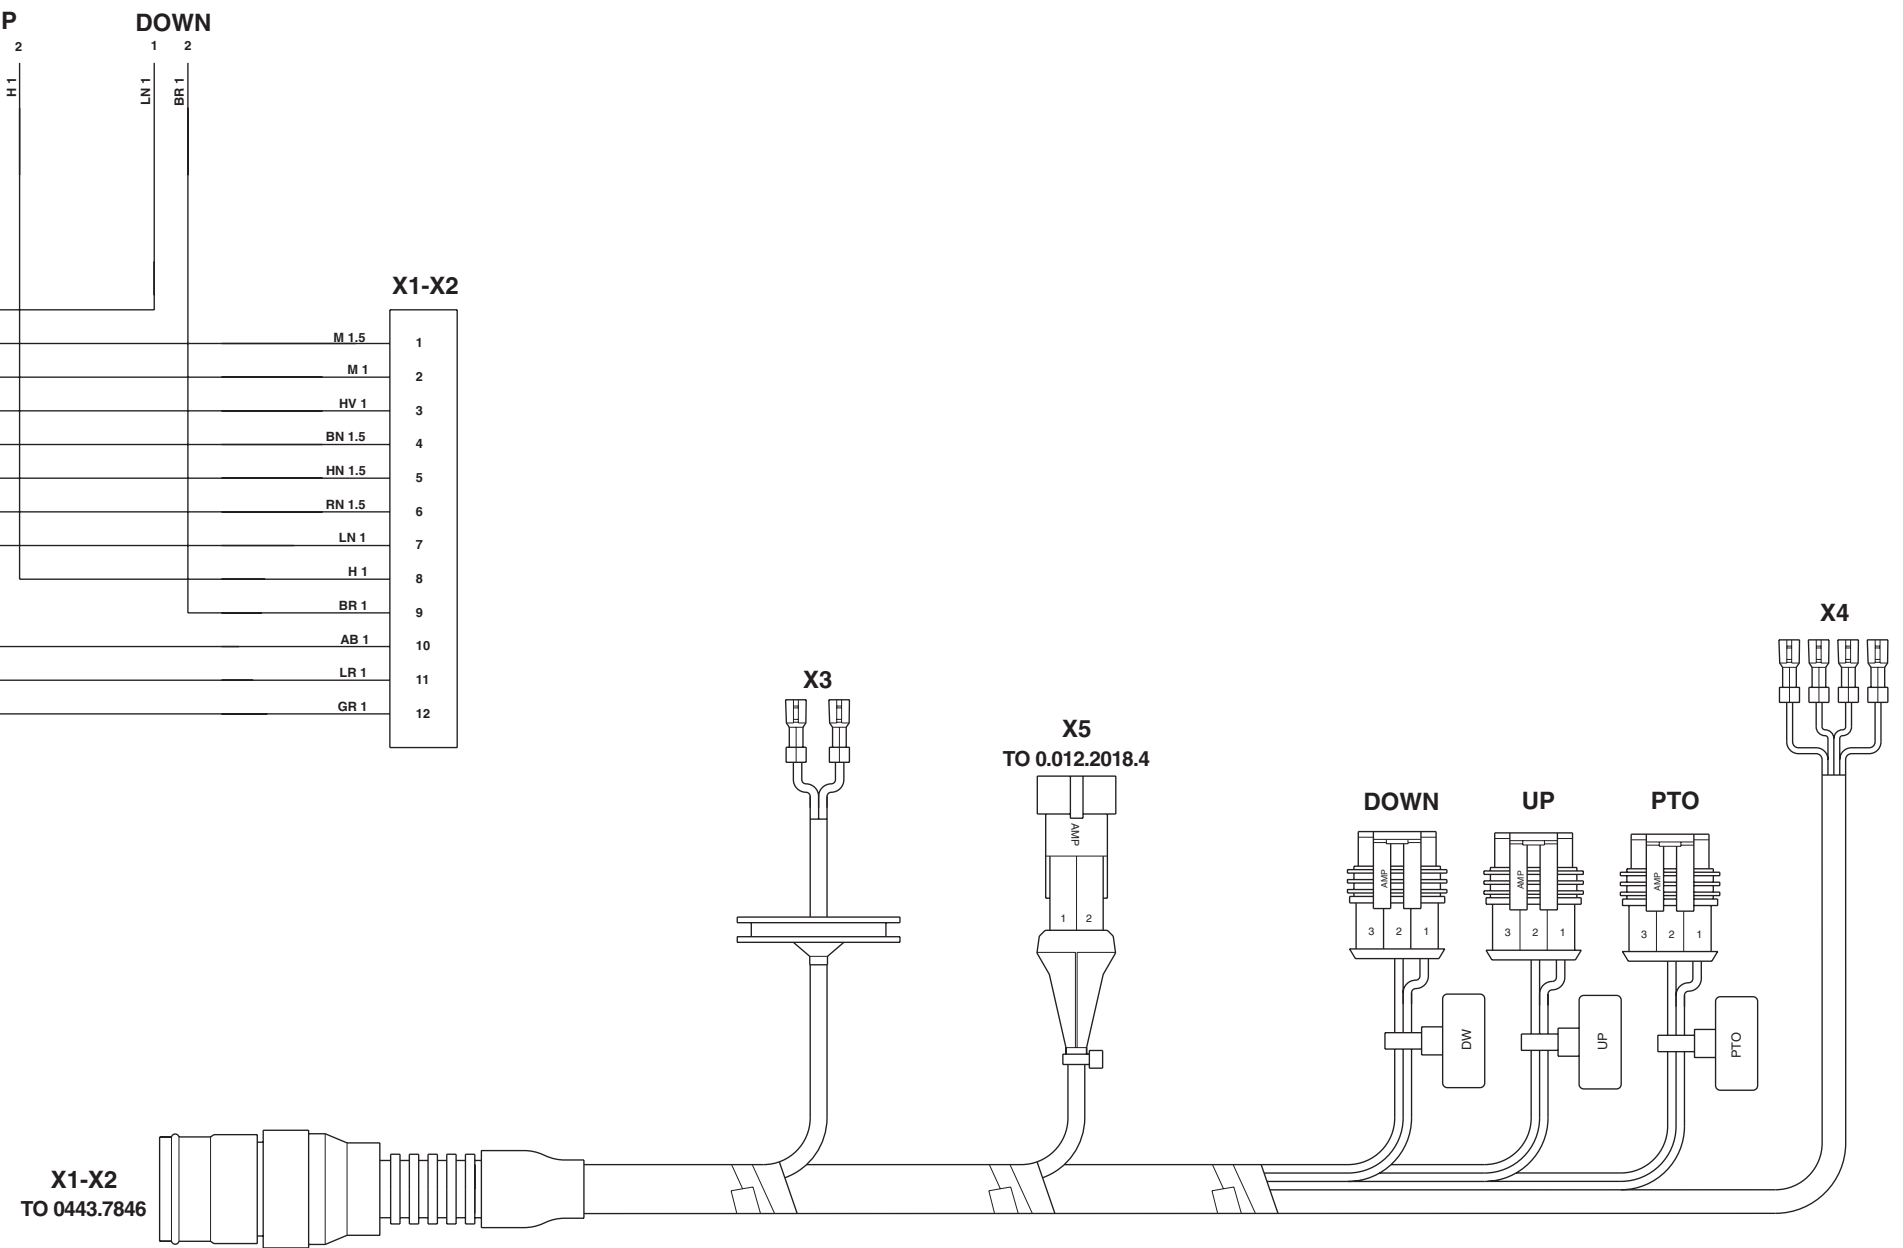 P
DOWN
2
1 2
H 1
LN 1
BR 1
X1-X2
M 1.5
1
M 1
2
HV 1
3
BN 1.5
4
HN 1.5
5
RN 1.5
6
LN 1
7
H 1
8
BR 1
9
AB 1
10
LR 1
11
GR 1
12
X3
X5
TO 0.012.2018.4
AMP
1 2
DOWN
AMP
3 2 1
DW
UP
AMP
3 2 1
UP
PTO
AMP
3 2 1
PTO
X4
X1-X2
TO 0443.7846